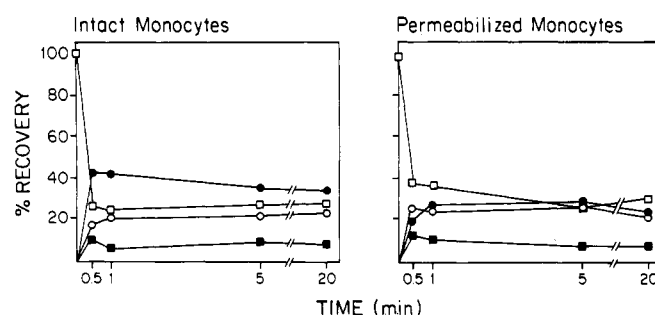 Intact Monocytes
Permeabilized Monocytes
% RECOVERY
100
80
60
40
20
0.5 1 5 20
0.5 1 5 20
TIME (min)